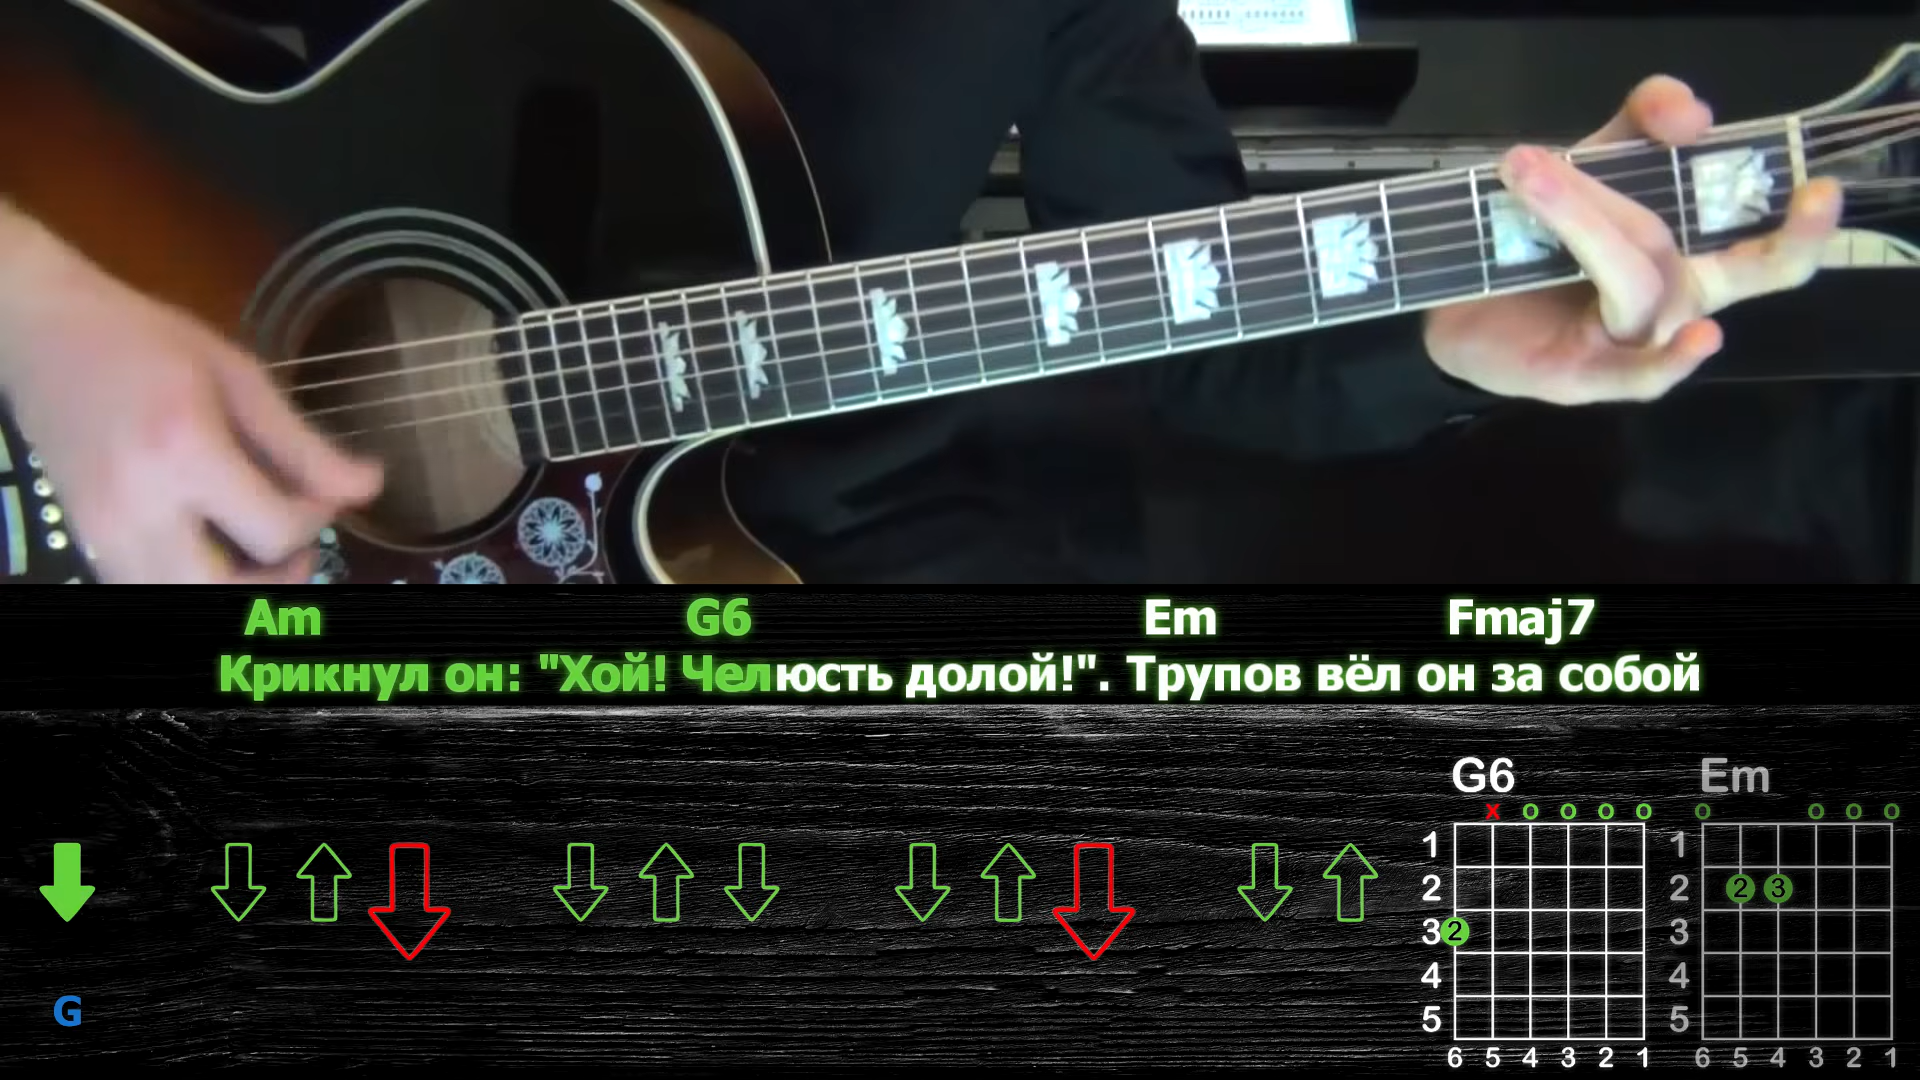 Am G6 Em Fmaj7
Крикнул он: "Хой! Челюсть долой!". Трупов вёл он за собой
G6 Em
x o o o o o o o o
1 1
2 2 3 2
3 2 3
4 4
5 5
6 5 4 3 2 1 6 5 4 3 2 1
G